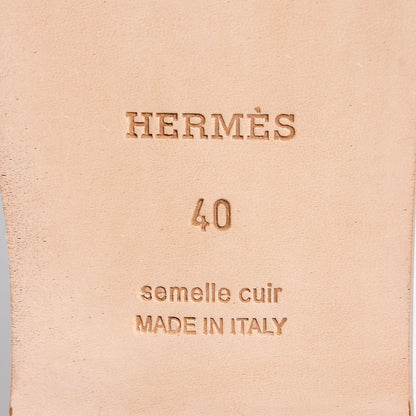 HERMÈS
40
semelle cuir
MADE IN ITALY